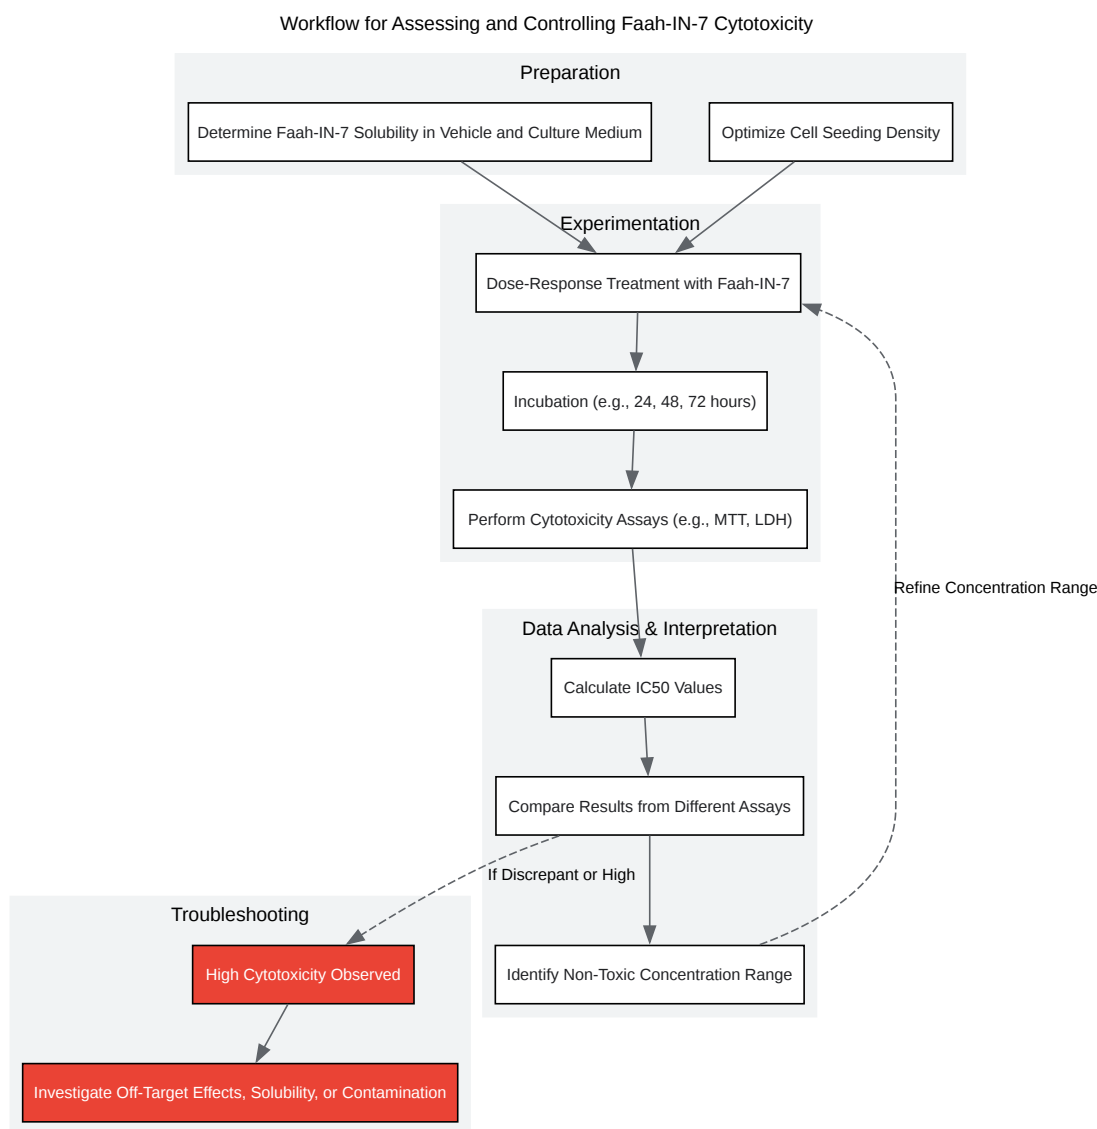 Workflow for Assessing and Controlling Faah-IN-7 Cytotoxicity
Preparation
Determine Faah-IN-7 Solubility in Vehicle and Culture Medium
Optimize Cell Seeding Density
Experimentation
Dose-Response Treatment with Faah-IN-7
Incubation (e.g., 24, 48, 72 hours)
Perform Cytotoxicity Assays (e.g., MTT, LDH)
Refine Concentration Range
Data Analysis & Interpretation
Calculate IC50 Values
Compare Results from Different Assays
If Discrepant or High
Identify Non-Toxic Concentration Range
Troubleshooting
High Cytotoxicity Observed
Investigate Off-Target Effects, Solubility, or Contamination